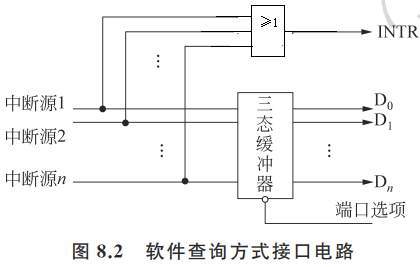 ≥1
INTR
中断源1
中断源2
中断源n
三态缓冲器
D0
D1
Dn
端口选项
图 8.2 软件查询方式接口电路